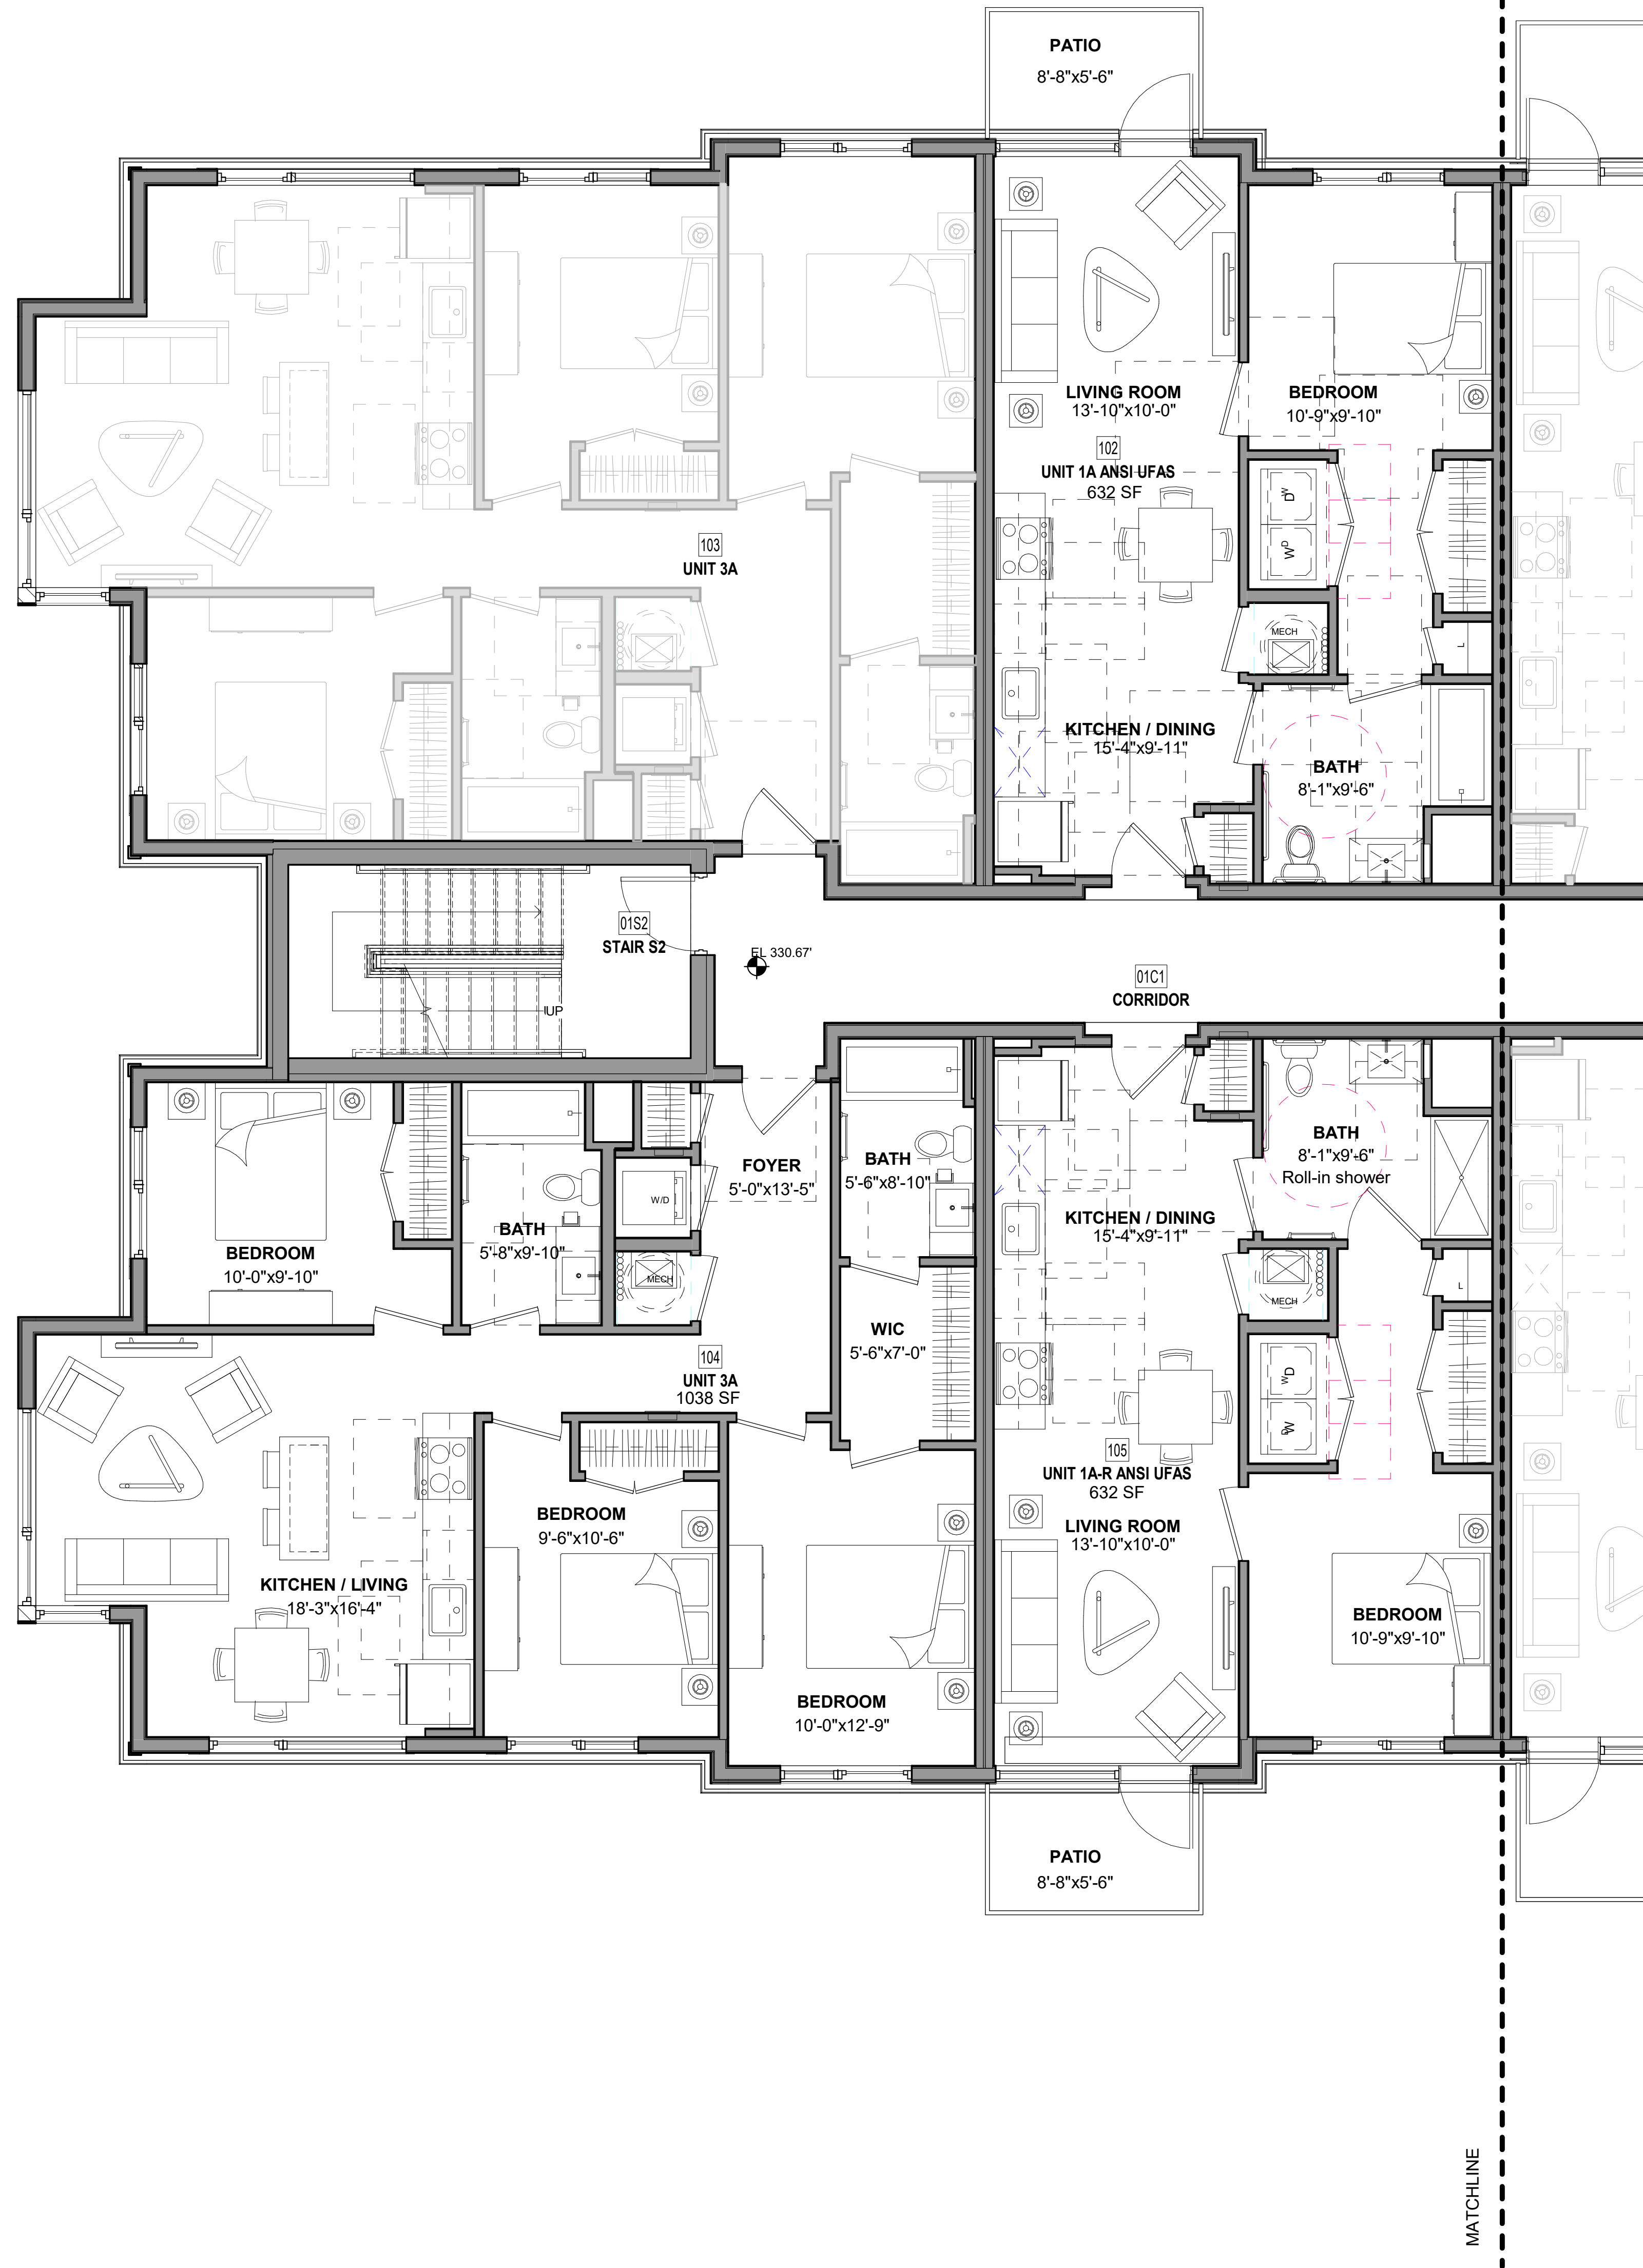 PATIO
8'-8"x5'-6"
LIVING ROOM
13'-10"x10'-0"
BEDROOM
10'-9"x9'-10"
102
UNIT 1A ANSI UFAS
632 SF
W
D
D
W
103
UNIT 3A
MECH
L
KITCHEN / DINING
15'-4"x9'-11"
BATH
8'-1"x9'-6"
01S2
STAIR S2
EL 330.67'
01C1
CORRIDOR
UP
BATH
8'-1"x9'-6"
Roll-in shower
FOYER
5'-0"x13'-5"
BATH
5'-6"x8'-10"
W/D
KITCHEN / DINING
15'-4"x9'-11"
BATH
5'-8"x9'-10"
BEDROOM
10'-0"x9'-10"
MECH
MECH
L
WIC
5'-6"x7'-0"
104
UNIT 3A
1038 SF
W
D
D
W
105
UNIT 1A-R ANSI UFAS
632 SF
BEDROOM
9'-6"x10'-6"
LIVING ROOM
13'-10"x10'-0"
KITCHEN / LIVING
18'-3"x16'-4"
BEDROOM
10'-9"x9'-10"
BEDROOM
10'-0"x12'-9"
PATIO
8'-8"x5'-6"
MATCHLINE